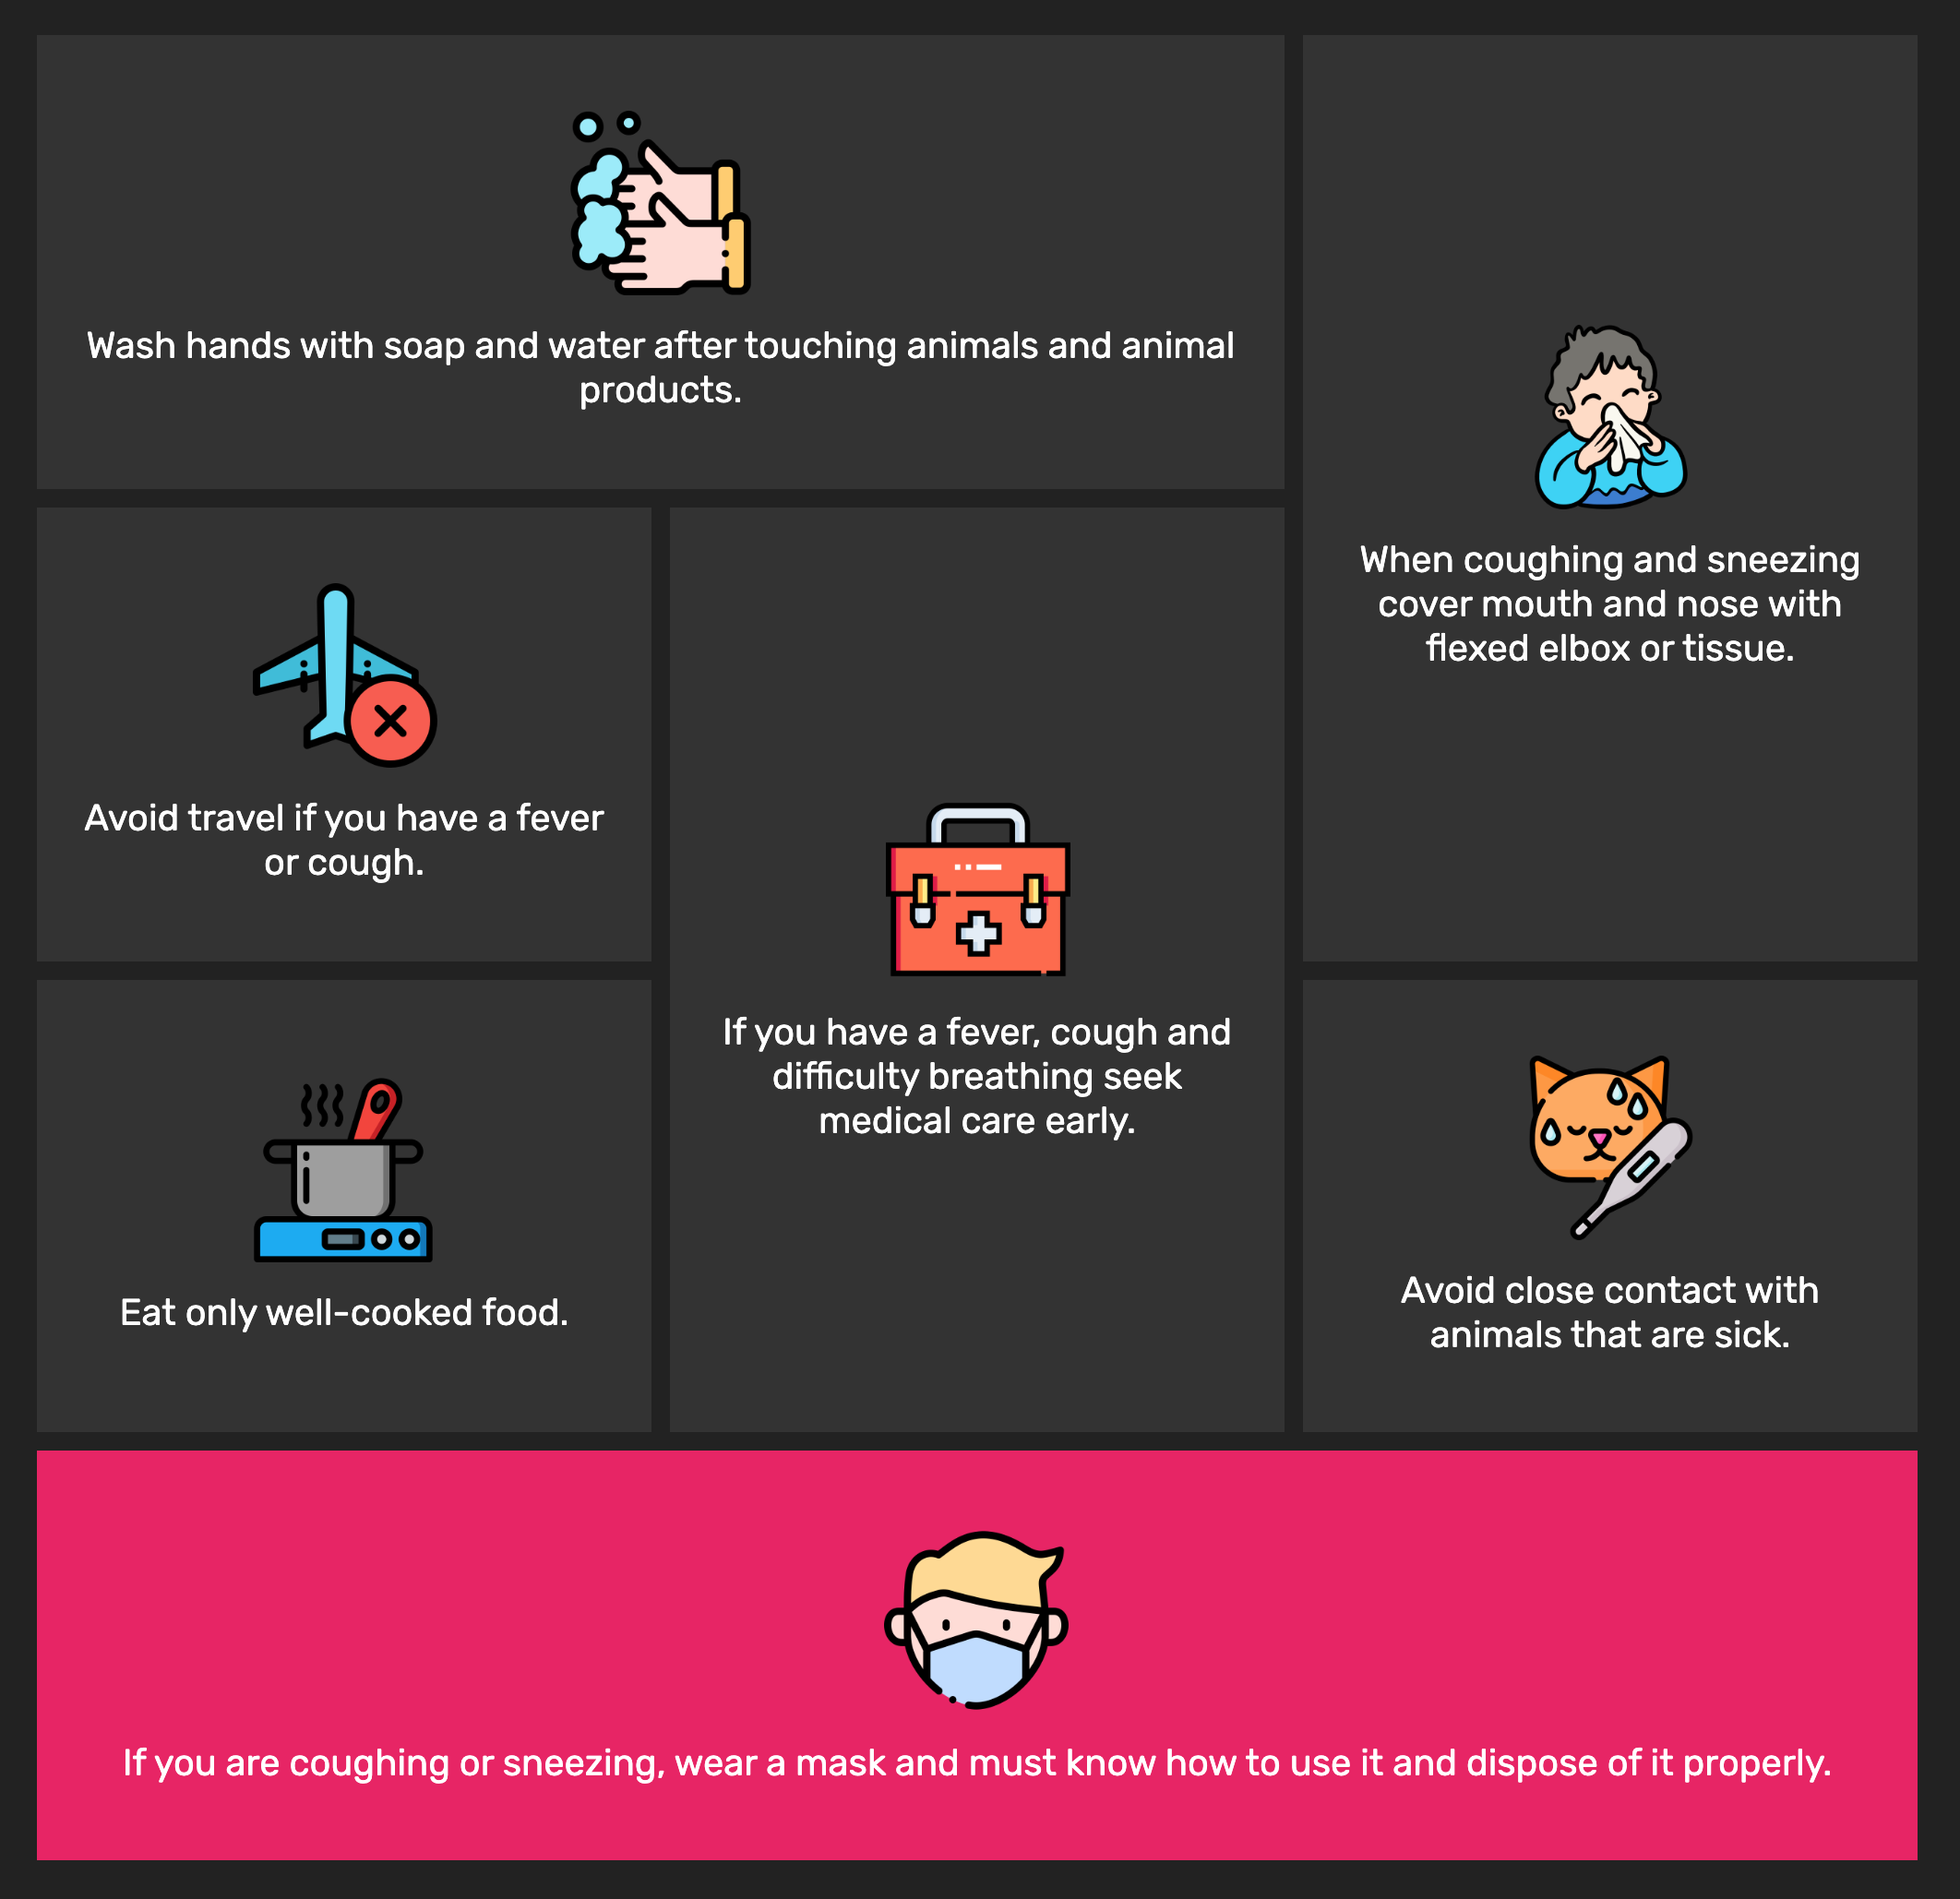 Wash hands with soap and water after touching animals and animal
products.
When coughing and sneezing
cover mouth and nose with
flexed elbox or tissue.
Avoid travel if you have a fever
or cough.
If you have a fever, cough and
difficulty breathing seek
medical care early.
Eat only well-cooked food.
Avoid close contact with
animals that are sick.
If you are coughing or sneezing, wear a mask and must know how to use it and dispose of it properly.